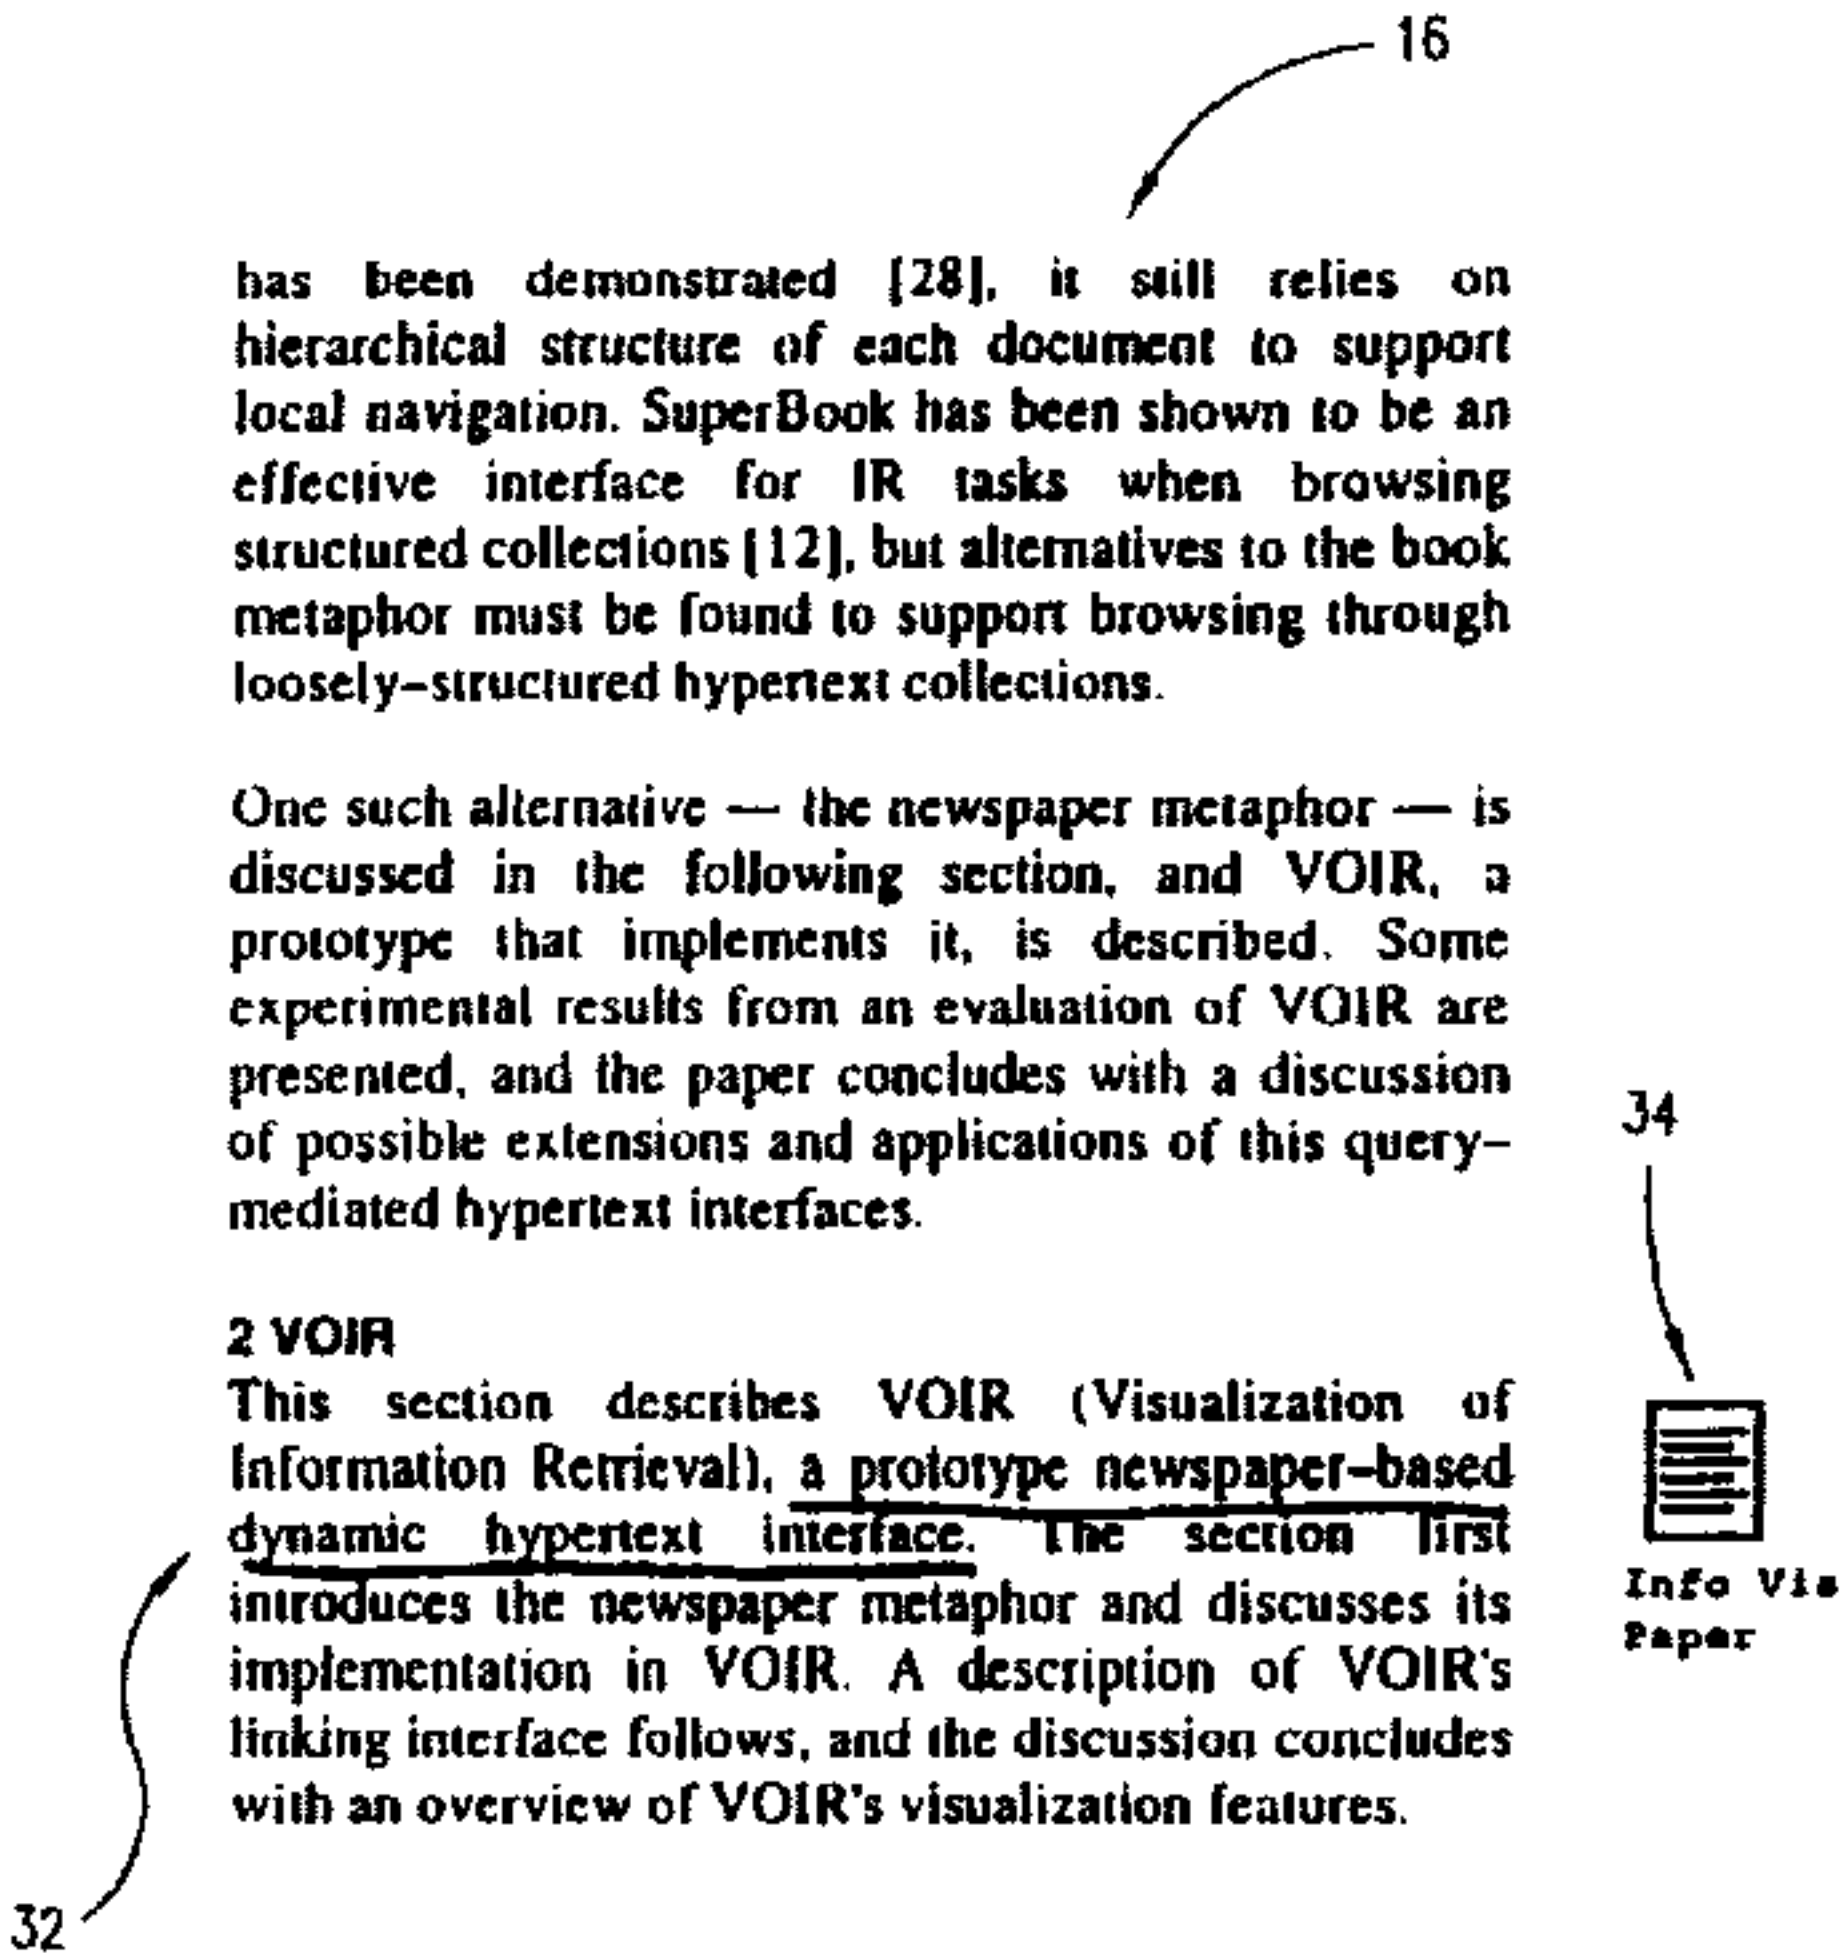 16
has been demonstrated [28], it still relies on
hierarchical structure of each document to support
local navigation. SuperBook has been shown to be an
effective interface for IR tasks when browsing
structured collections [12], but alternatives to the book
metaphor must be found to support browsing through
loosely-structured hypertext collections.
One such alternative — the newspaper metaphor — is
discussed in the following section, and VOIR, a
prototype that implements it, is described. Some
experimental results from an evaluation of VOIR are
presented, and the paper concludes with a discussion
of possible extensions and applications of this query-
mediated hypertext interfaces.
34
2 VOIR
This section describes VOIR (Visualization of
Information Retrieval), a prototype newspaper-based
dynamic hypertext interface. The section first
introduces the newspaper metaphor and discusses its
implementation in VOIR. A description of VOIR's
linking interface follows, and the discussion concludes
with an overview of VOIR's visualization features.
Info Vis
Paper
32